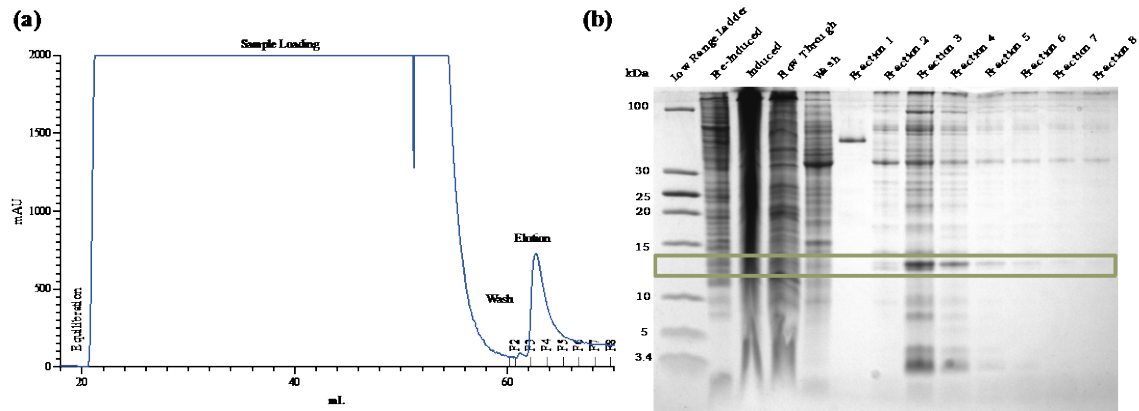 (a)
Sample Loading
2000
1500
1000
500
0
mAU
Equilibration
Wash
Elution
F2
F3
F4
F5
F6
F7
F8
20
40
60
mL
(b)
Low Range Ladder
Pre-Induced
Induced
Flow Through
Wash
Fraction 1
Fraction 2
Fraction 3
Fraction 4
Fraction 5
Fraction 6
Fraction 7
Fraction 8
kDa
100
30
25
20
15
10
5
3.4